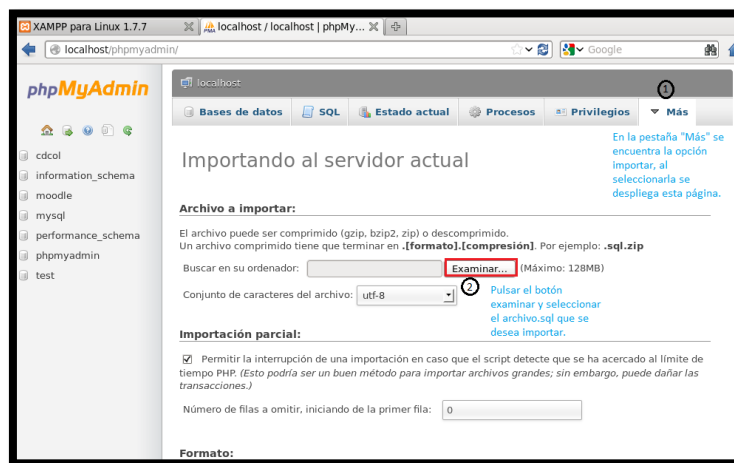 XAMPP para Linux 1.7.7
localhost / localhost | phpMy...
localhost/phpmyadmin/
Google
phpMyAdmin
localhost
Bases de datos
SQL
Estado actual
Procesos
Privilegios
Más
1
En la pestaña "Más" se
encuentra la opción
importar, al
seleccionarla se
despliega esta página.
cdcol
information_schema
moodle
mysql
performance_schema
phpmyadmin
test
Importando al servidor actual
Archivo a importar:
El archivo puede ser comprimido (gzip, bzip2, zip) o descomprimido.
Un archivo comprimido tiene que terminar en .[formato].[compresión]. Por ejemplo: .sql.zip
Buscar en su ordenador: Examinar... (Máximo: 128MB)
Conjunto de caracteres del archivo: utf-8
2
Pulsar el botón
examinar y seleccionar
el archivo.sql que se
desea importar.
Importación parcial:
Permitir la interrupción de una importación en caso que el script detecte que se ha acercado al límite de
tiempo PHP. (Esto podría ser un buen método para importar archivos grandes; sin embargo, puede dañar las
transacciones.)
Número de filas a omitir, iniciando de la primer fila: 0
Formato: